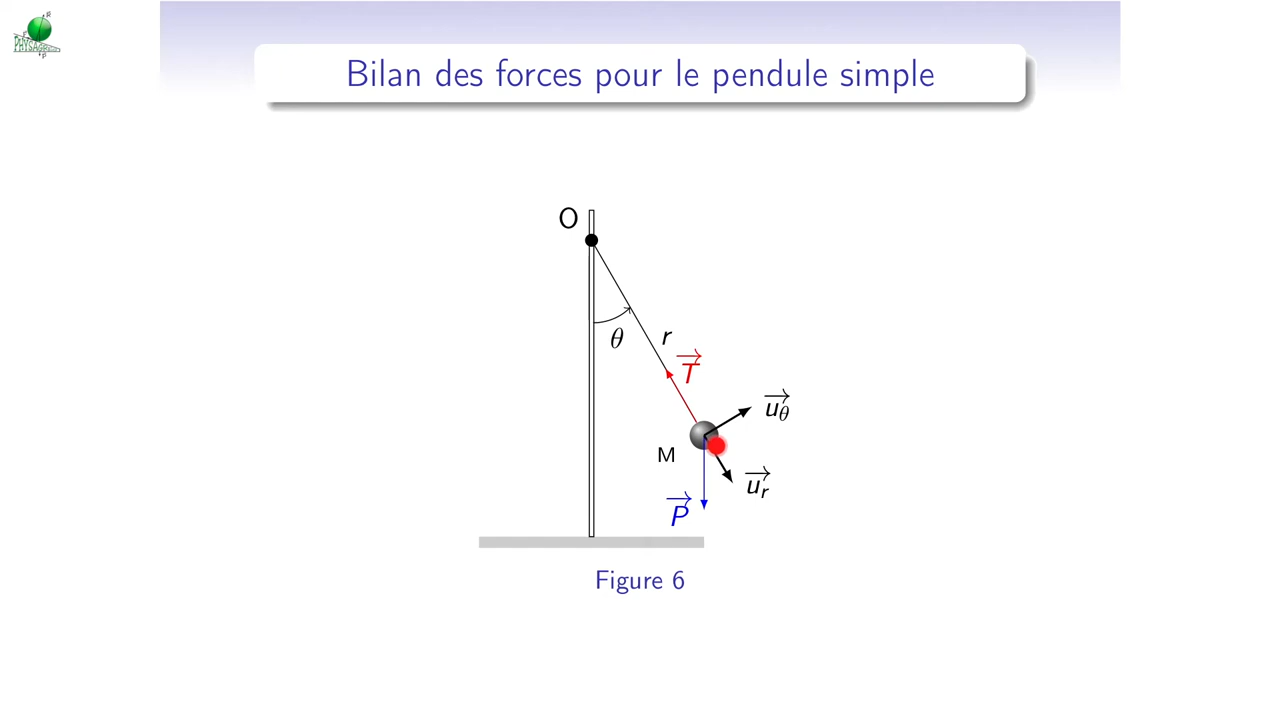 Bilan des forces pour le pendule simple
O
θ
r
T
u_θ
M
u_r
P
Figure 6